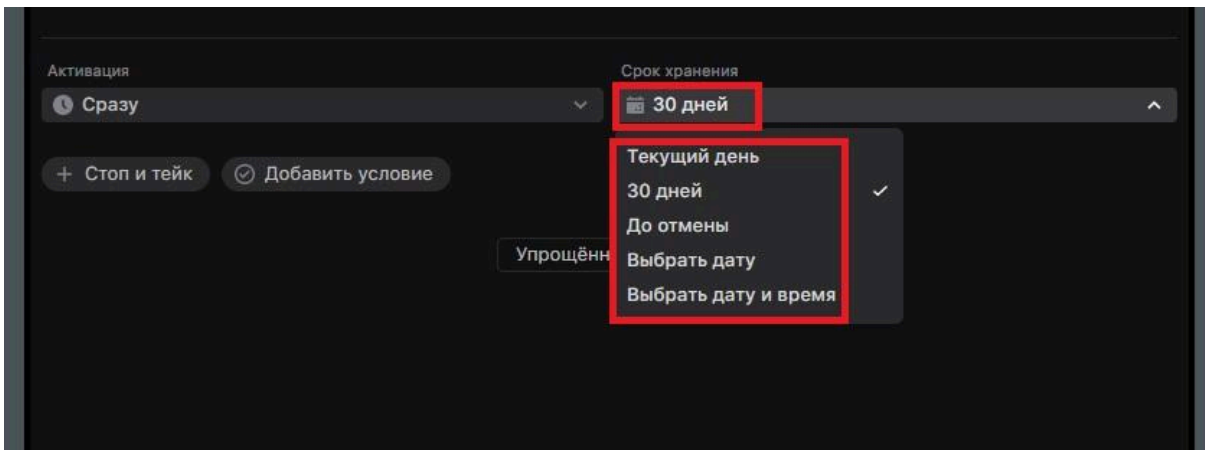 Активация
Срок хранения
Сразу
30 дней
Стоп и тейк
Добавить условие
Текущий день
30 дней
До отмены
Выбрать дату
Выбрать дату и время
Упрощённ